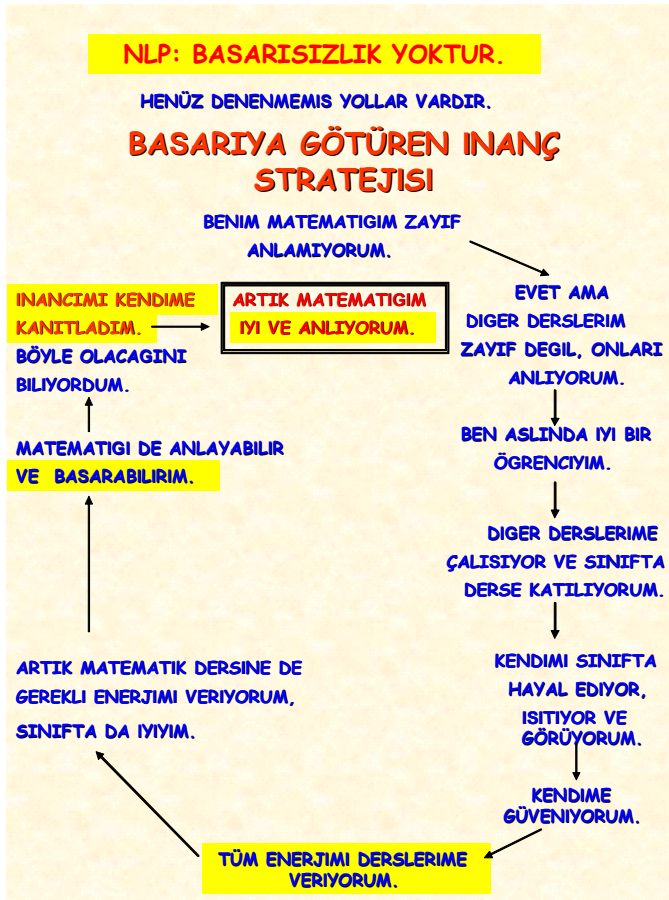 NLP: BASARISIZLIK YOKTUR.
HENÜZ DENENMEMIS YOLLAR VARDIR.
BASARIYA GÖTÜREN INANÇ
STRATEJISI
BENIM MATEMATIGIM ZAYIF
ANLAMIYORUM.
EVET AMA
DIGER DERSLERIM
ZAYIF DEGIL, ONLARI
ANLIYORUM.
BEN ASLINDA IYI BIR
ÖGRENCIYIM.
DIGER DERSLERIME
ÇALISIYOR VE SINIFTA
DERSE KATILIYORUM.
KENDIMI SINIFTA
HAYAL EDIYOR,
ISITIYOR VE
GÖRÜYORUM.
KENDIME
GÜVENIYORUM.
TÜM ENERJIMI DERSLERIME
VERIYORUM.
ARTIK MATEMATIK DERSINE DE
GEREKLI ENERJIMI VERIYORUM,
SINIFTA DA IYIYIM.
MATEMATIGI DE ANLAYABILIR
VE BASARABILIRIM.
INANCIMI KENDIME
KANITLADIM.
BÖYLE OLACAGINI
BILIYORDUM.
ARTIK MATEMATIGIM
IYI VE ANLIYORUM.